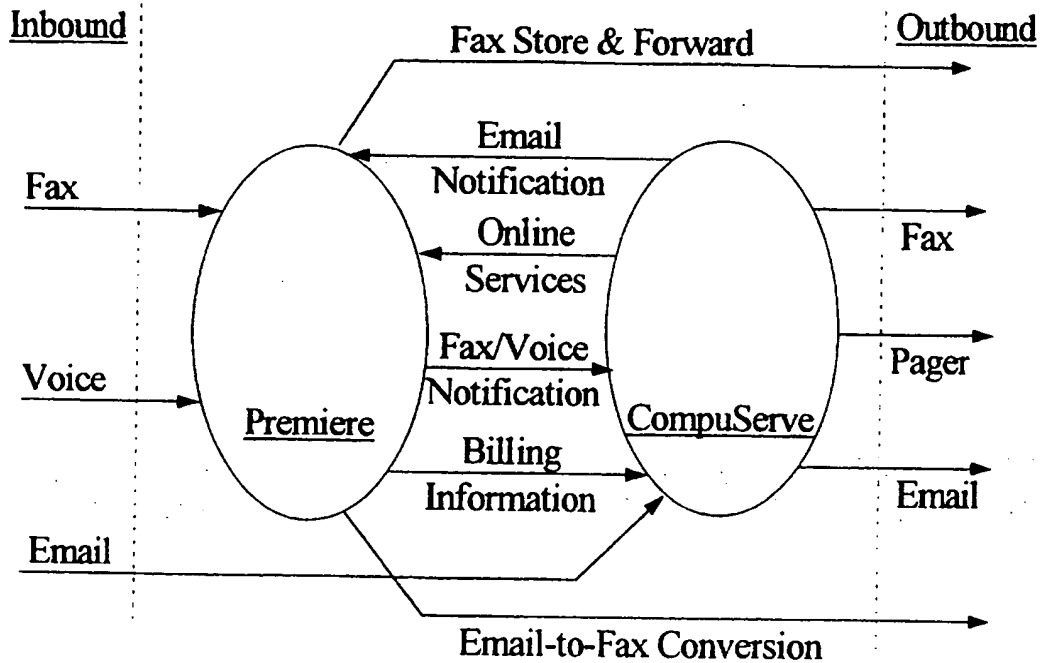 Inbound
Fax Store & Forward
Outbound
Email
Notification
Fax
Fax
Online
Services
Fax/Voice
Notification
Pager
Voice
Premiere
CompuServe
Billing
Information
Email
Email
Email-to-Fax Conversion